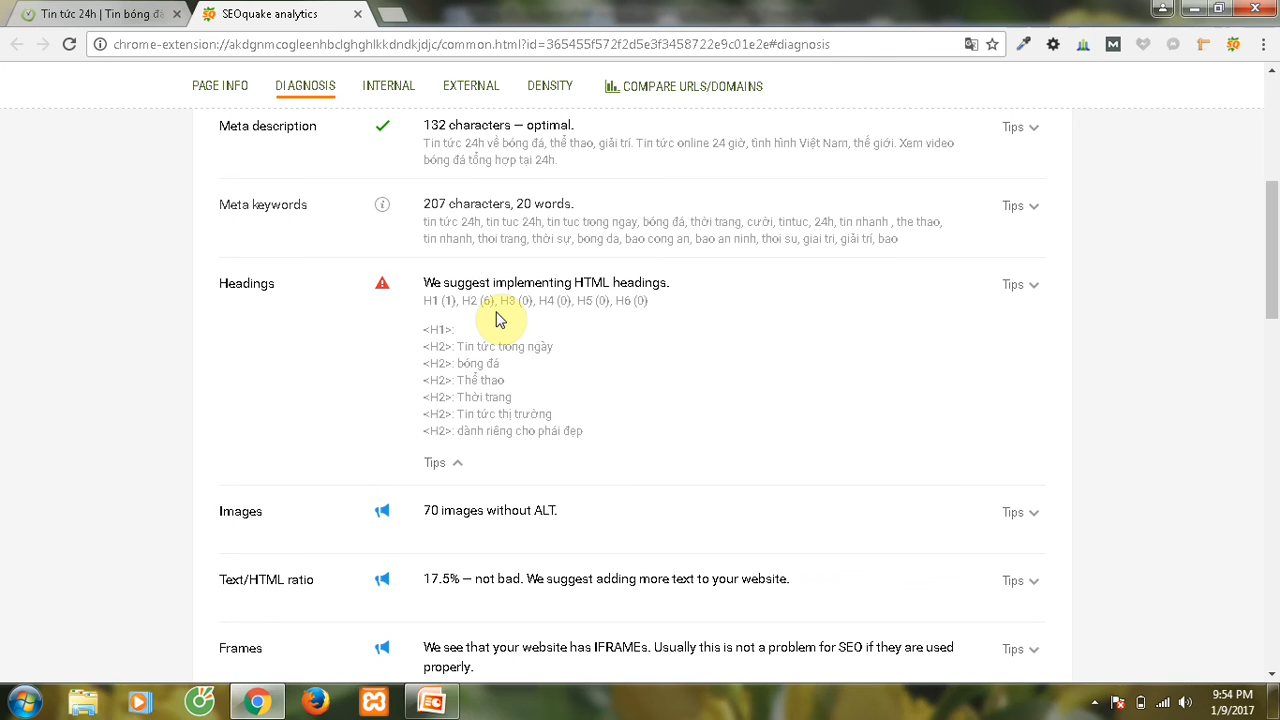 Tin tức 24h | Tin bóng đá
SEOquake analytics
chrome-extension://akdgnmcogleenhbclghghlkkdndkjdjc/common.html?id=365455f572f2d5e3f3458722e9c01e2e#diagnosis
PAGE INFO DIAGNOSIS INTERNAL EXTERNAL DENSITY COMPARE URLS/DOMAINS
Meta description 132 characters — optimal. Tips
Tin tức 24h về bóng đá, thể thao, giải trí. Tin tức online 24 giờ, tình hình Việt Nam, thế giới. Xem video
bóng đá tổng hợp tại 24h.
Meta keywords 207 characters, 20 words. Tips
tin tức 24h, tin tuc 24h, tin tuc trong ngay, bóng đá, thời trang, cười, tintuc, 24h, tin nhanh , the thao,
tin nhanh, thoi trang, thời sự, bong da, bao cong an, bao an ninh, thoi su, giai tri, giải trí, bao
Headings We suggest implementing HTML headings. Tips
H1 (1), H2 (6), H3 (0), H4 (0), H5 (0), H6 (0)
<H1>:
<H2>: Tin tức trong ngày
<H2>: bóng đá
<H2>: Thể thao
<H2>: Thời trang
<H2>: Tin tức thị trường
<H2>: dành riêng cho phái đẹp
Tips
Images 70 images without ALT. Tips
Text/HTML ratio 17.5% — not bad. We suggest adding more text to your website. Tips
Frames We see that your website has IFRAMEs. Usually this is not a problem for SEO if they are used Tips
properly.
9:54 PM
1/9/2017